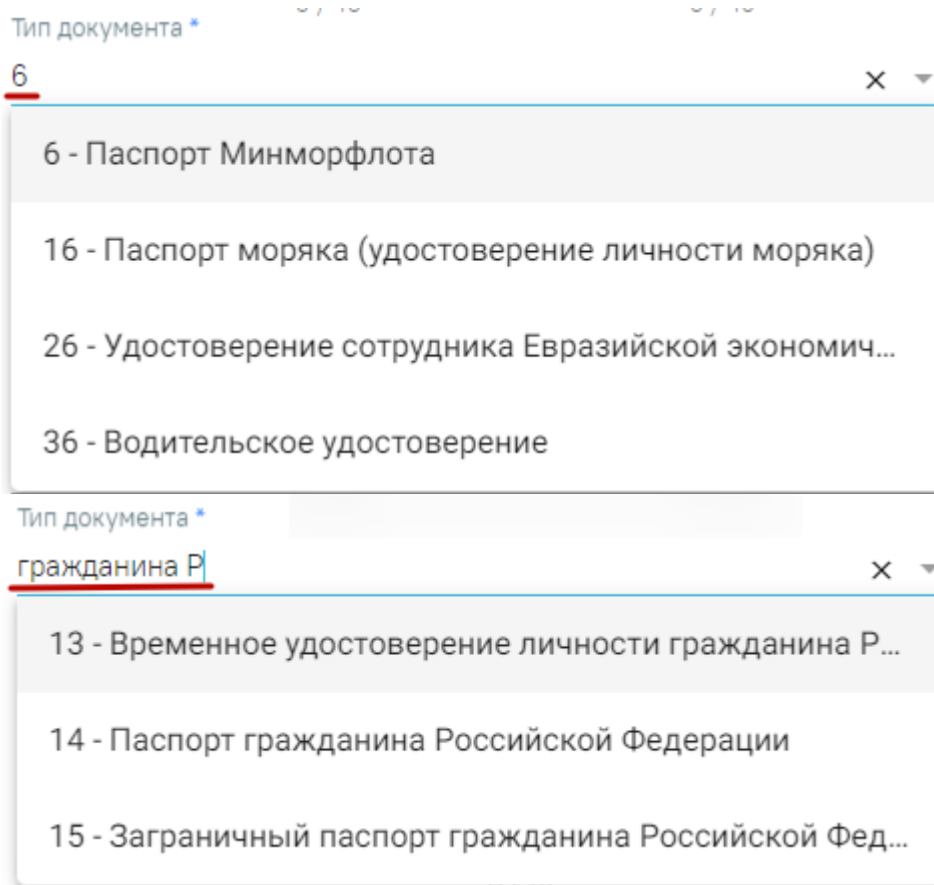 Тип документа *
6
6 - Паспорт Минморфлота
16 - Паспорт моряка (удостоверение личности моряка)
26 - Удостоверение сотрудника Евразийской экономич...
36 - Водительское удостоверение
Тип документа *
гражданина Р
13 - Временное удостоверение личности гражданина Р...
14 - Паспорт гражданина Российской Федерации
15 - Заграничный паспорт гражданина Российской Фед...